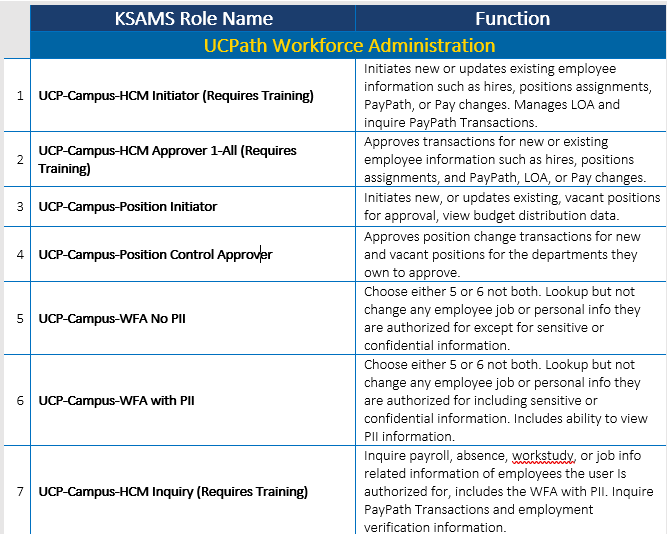 KSAMS Role Name Function
UCPath Workforce Administration
1 UCP-Campus-HCM Initiator (Requires Training)
Initiates new or updates existing employee
information such as hires, positions assignments,
PayPath, or Pay changes. Manages LOA and
inquire PayPath Transactions.
2 UCP-Campus-HCM Approver 1-All (Requires
Training)
Approves transactions for new or existing
employee information such as hires, positions
assignments, and PayPath, LOA, or Pay changes.
3 UCP-Campus-Position Initiator
Initiates new, or updates existing, vacant positions
for approval, view budget distribution data.
4 UCP-Campus-Position Control Approver
Approves position change transactions for new
and vacant positions for the departments they
own to approve.
5 UCP-Campus-WFA No PII
Choose either 5 or 6 not both. Lookup but not
change any employee job or personal info they
are authorized for except for sensitive or
confidential information.
6 UCP-Campus-WFA with PII
Choose either 5 or 6 not both. Lookup but not
change any employee job or personal info they
are authorized for including sensitive or
confidential information. Includes ability to view
PII information.
7 UCP-Campus-HCM Inquiry (Requires Training)
Inquire payroll, absence, workstudy, or job info
related information of employees the user Is
authorized for, includes the WFA with PII. Inquire
PayPath Transactions and employment
verification information.